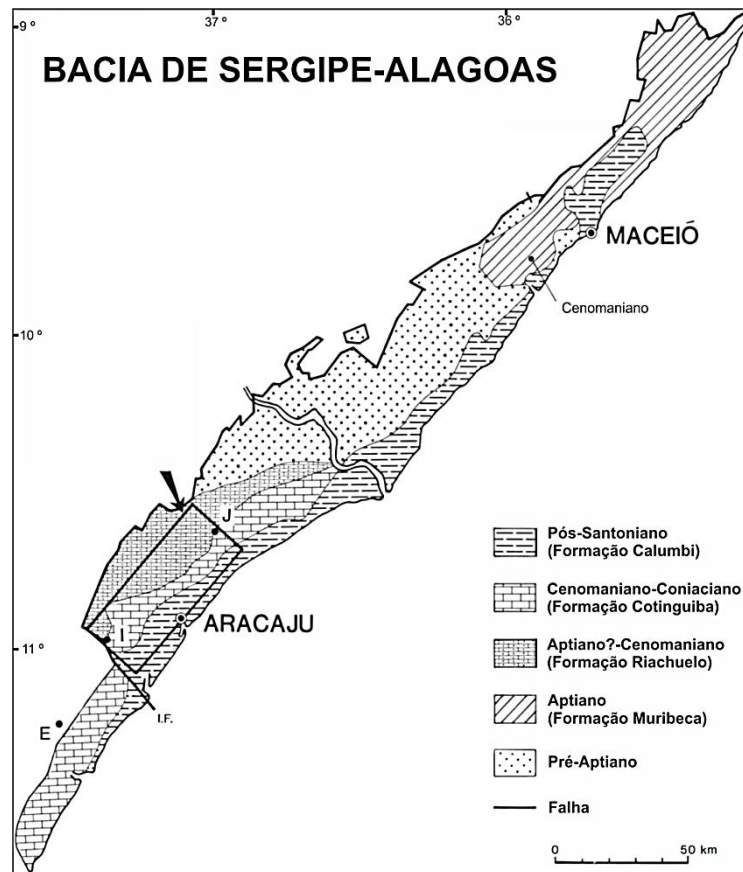 9°
37°
36°
BACIA DE SERGIPE-ALAGOAS
MACEIÓ
Cenomaniano
10°
J
ARACAJU
I
11°
I.F.
E
Pós-Santoniano
(Formação Calumbi)
Cenomaniano-Coniaciano
(Formação Cotinguiba)
Aptiano?-Cenomaniano
(Formação Riachuelo)
Aptiano
(Formação Muribeca)
Pré-Aptiano
Falha
0 50 km